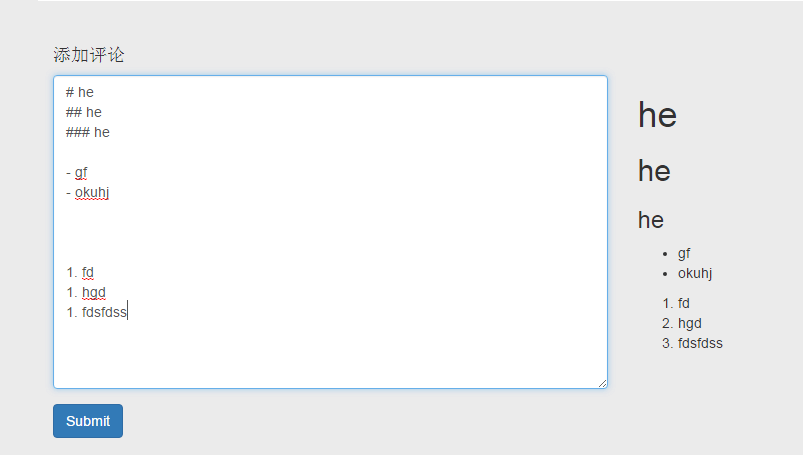 添加评论
# he
## he
### he
- gf
- okuhj
1. fd
1. hgd
1. fdsfdss
Submit
he
he
he
• gf
• okuhj
1. fd
2. hgd
3. fdsfdss